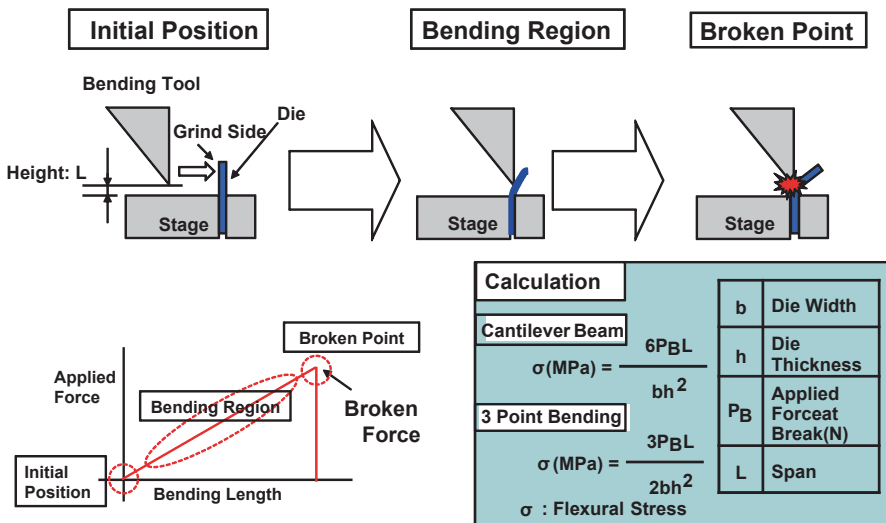 Initial Position
Bending Region
Broken Point
Bending Tool
Die
Grind Side
Height: L
Stage
Stage
Stage
Broken Point
Applied
Force
Bending Region
Broken
Force
Initial
Position
Bending Length
Calculation
Cantilever Beam
σ(MPa) = 6PBL / bh²
3 Point Bending
σ(MPa) = 3PBL / 2bh²
σ : Flexural Stress
b Die Width
h Die
Thickness
PB Applied
Forceat
Break(N)
L Span